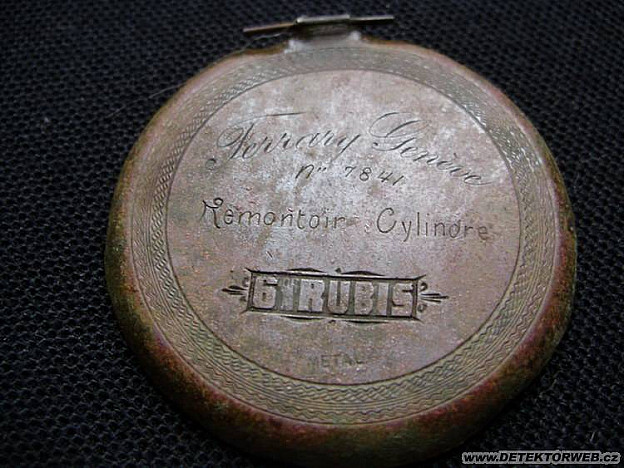 Ferrary Genève
No 7841
Remontoir Cylindre
6 RUBIS
METAL
www.DETEKTORWEB.cz